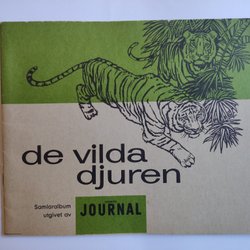 de vilda
djuren
Samlaralbum
utgivet av
JOURNAL